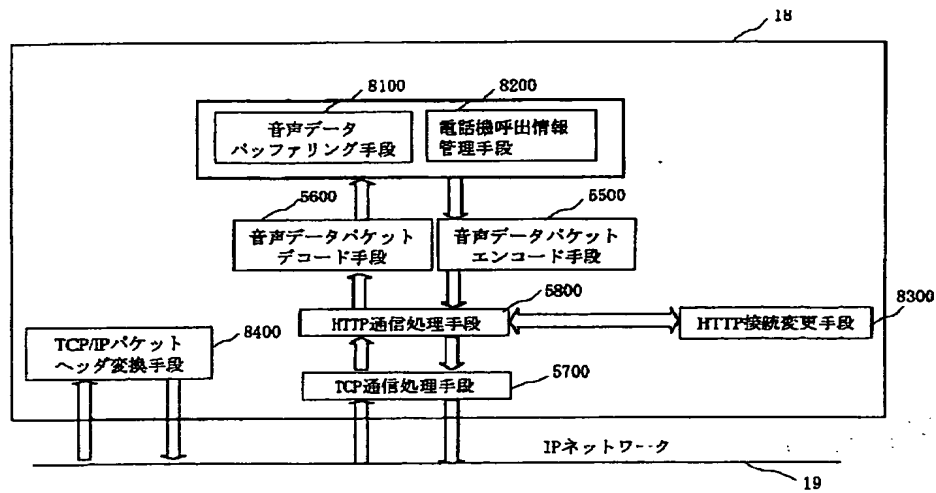 18
8100
8200
音声データ
バッファリング手段
電話機呼出情報
管理手段
5600
5500
音声データパケット
デコード手段
音声データパケット
エンコード手段
5800
8300
HTTP通信処理手段
HTTP接続変更手段
8400
TCP/IPパケット
ヘッダ変換手段
5700
TCP通信処理手段
IPネットワーク
19